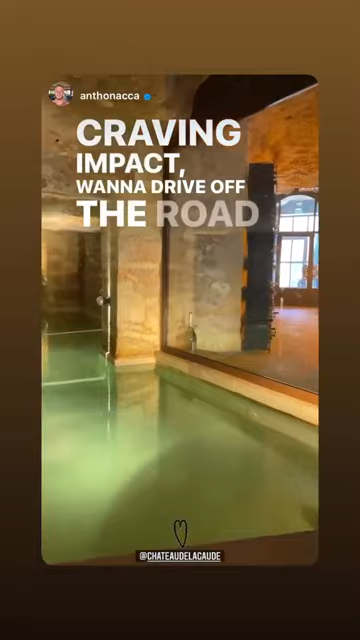 anthonacca
CRAVING
IMPACT,
WANNA DRIVE OFF
THE ROAD
@CHATEAUDELACAUDE